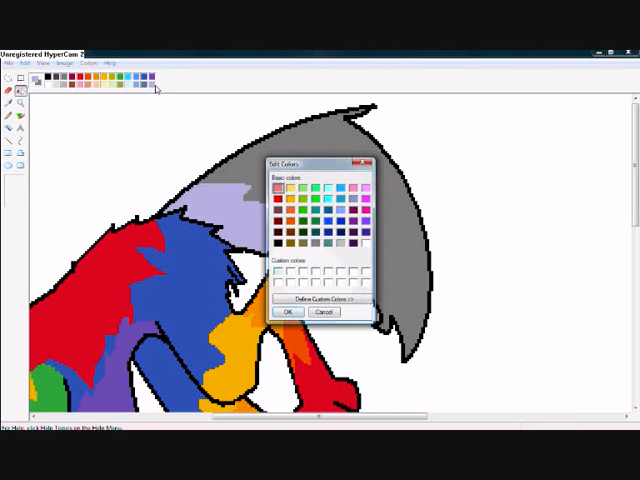 Unregistered HyperCam 2
File Edit View Image Colors Help
Edit Colors
Basic colors:
Custom colors:
Define Custom Colors >>
OK Cancel
For Help, click Help Topics on the Help Menu.